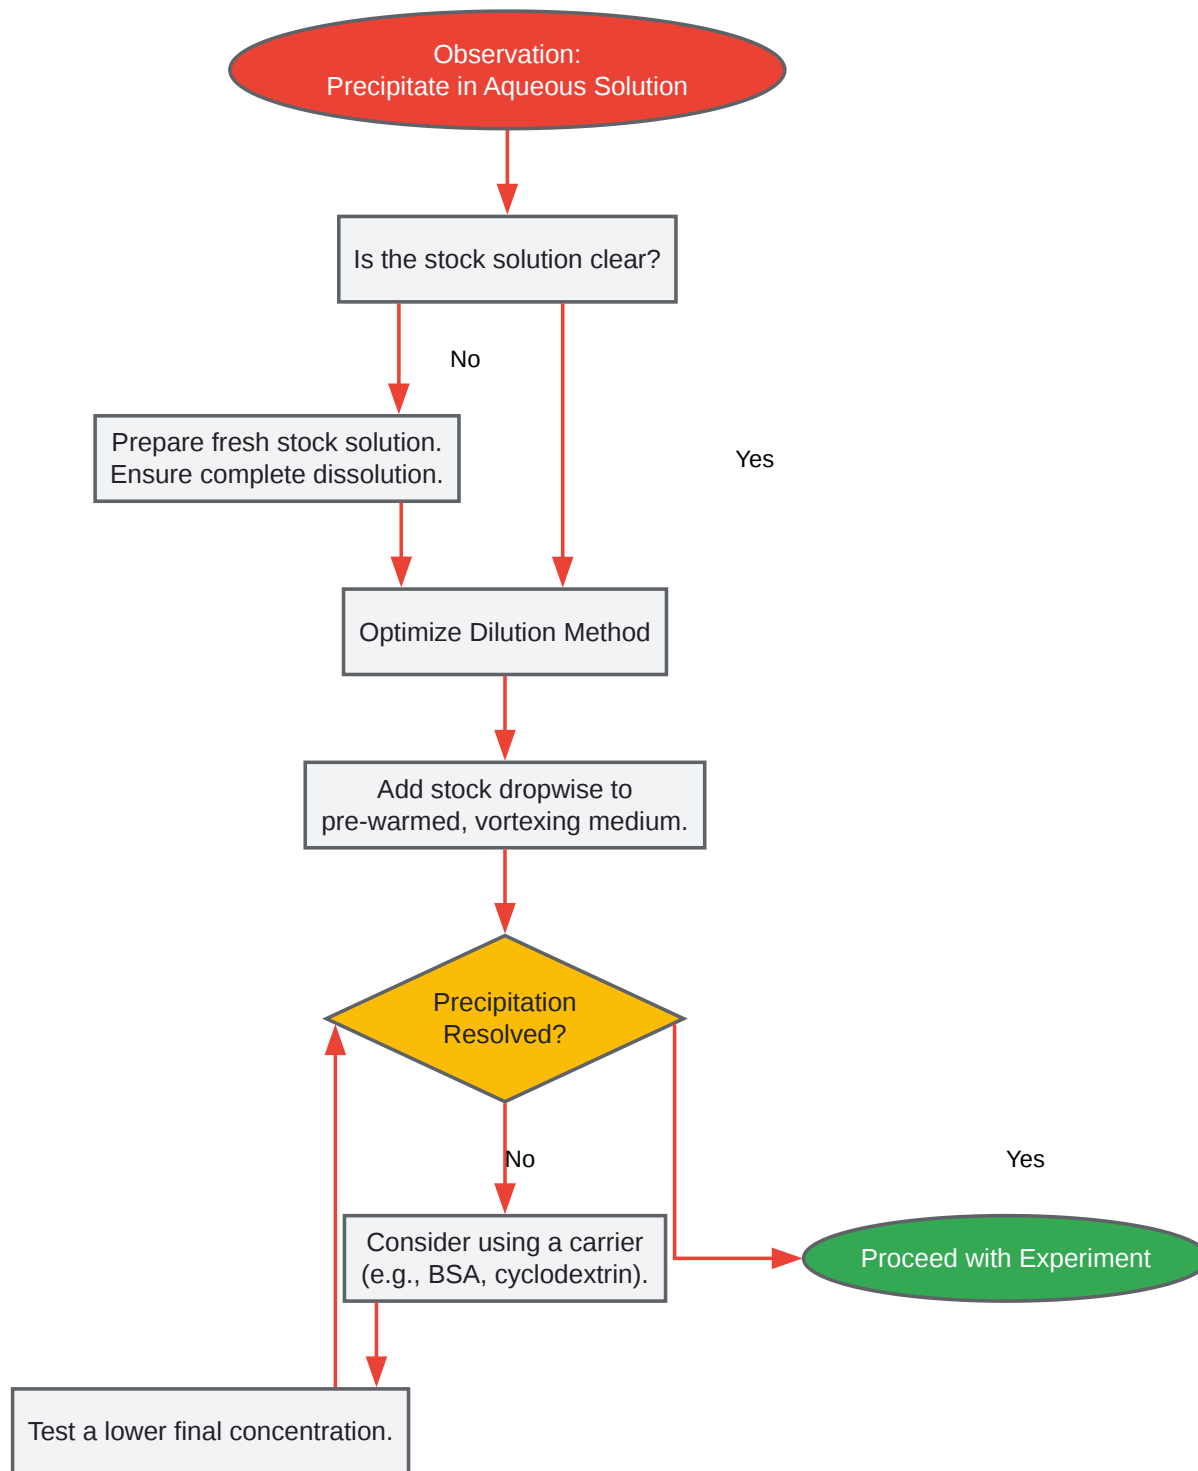 Observation:
Precipitate in Aqueous Solution
Is the stock solution clear?
No
Prepare fresh stock solution.
Ensure complete dissolution.
Yes
Optimize Dilution Method
Add stock dropwise to
pre-warmed, vortexing medium.
Precipitation
Resolved?
No
Yes
Consider using a carrier
(e.g., BSA, cyclodextrin).
Proceed with Experiment
Test a lower final concentration.